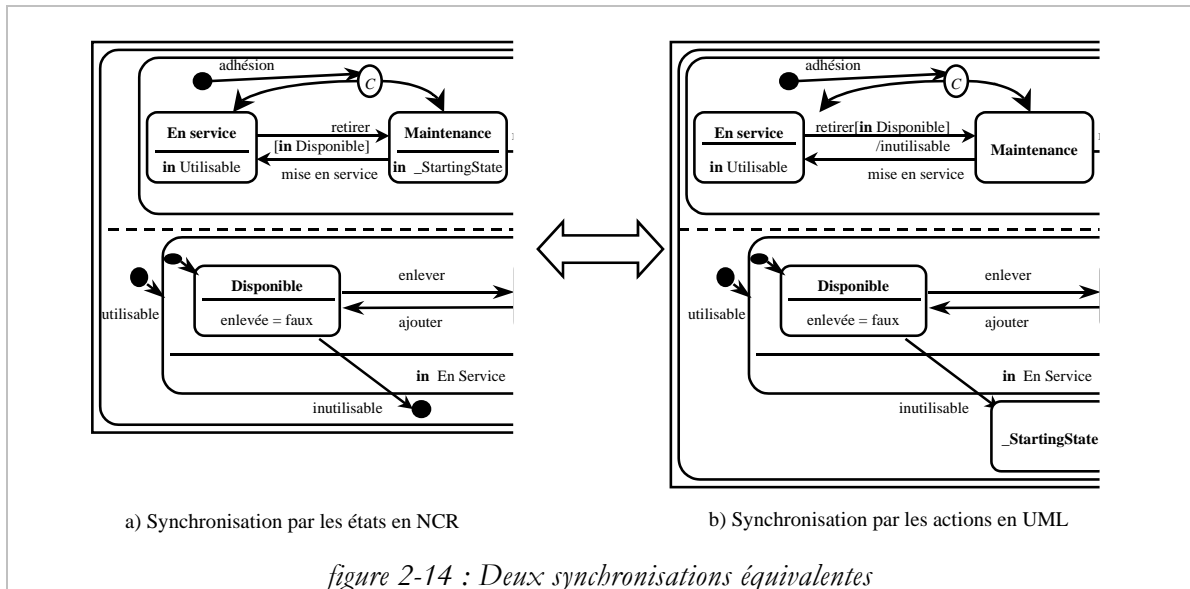 adhésion
C
En service
in Utilisable
retirer
[in Disponible]
mise en service
Maintenance
in _StartingState
utilisable
Disponible
enlevée = faux
enlever
ajouter
in En Service
inutilisable
a) Synchronisation par les états en NCR
adhésion
C
En service
in Utilisable
retirer[in Disponible]
/inutilisable
mise en service
Maintenance
utilisable
Disponible
enlevée = faux
enlever
ajouter
in En Service
inutilisable
_StartingState
b) Synchronisation par les actions en UML
figure 2-14 : Deux synchronisations équivalentes